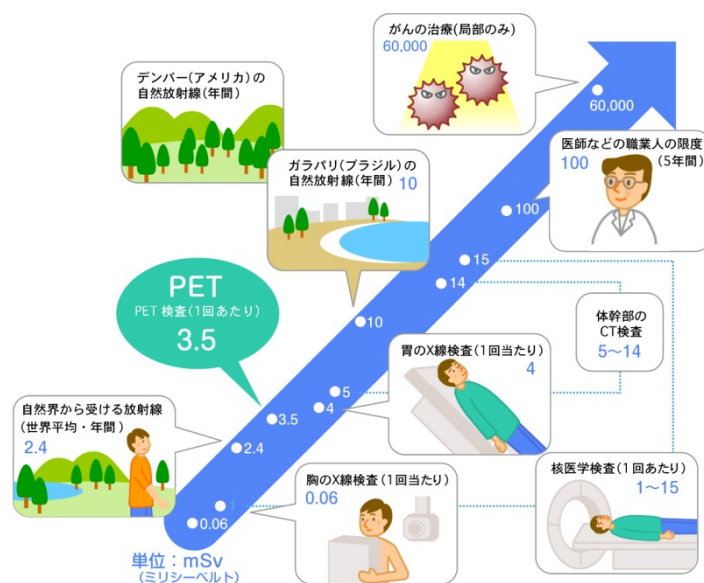 がんの治療(局部のみ)
60,000
デンバー(アメリカ)の
自然放射線(年間)
60,000
医師などの職業人の限度
100 (5年間)
ガラパリ(ブラジル)の
自然放射線(年間) 10
100
15
14
PET
PET 検査(1回あたり)
3.5
10
体幹部の
CT検査
5～14
胃のX線検査(1回当たり)
4
5
4
3.5
2.4
自然界から受ける放射線
(世界平均・年間)
2.4
胸のX線検査(1回当たり)
0.06
核医学検査(1回あたり)
1～15
1
0.06
単位：mSv
(ミリシーベルト)